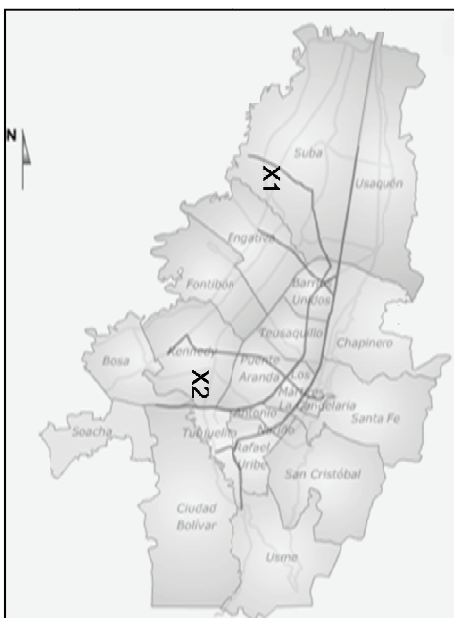 N
Suba
X1
Usaquén
Engativa
Fontibón
Barrios
Unidos
Teusaquillo
Chapinero
Kennedy
Bosa
Puente
Aranda
Los
Mártires
La Candelaria
X2
Antonio
Nariño
Santa Fe
Soacha
Tunjuelito
Rafael
Uribe
San Cristóbal
Ciudad
Bolívar
Usme